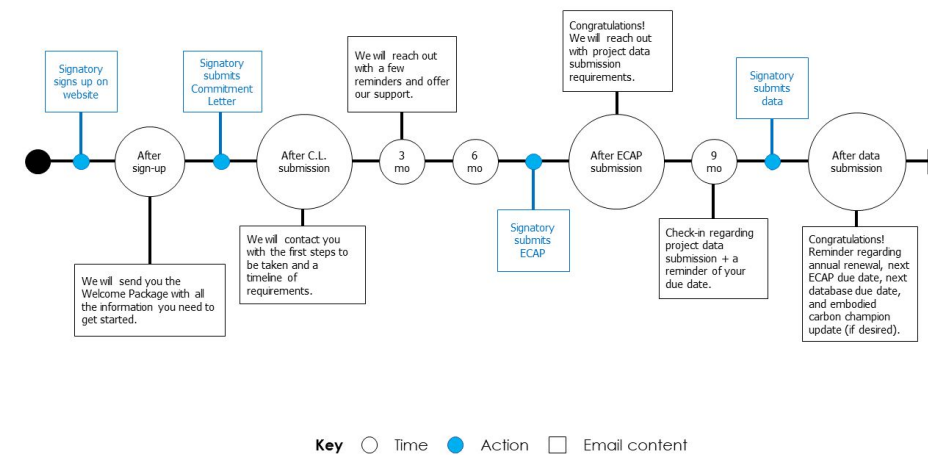 Congratulations!
We will reach out
with project data
submission
requirements.
We will reach out
with a few
reminders and offer
our support.
Signatory
signs up on
website
Signatory
submits
Commitment
Letter
Signatory
submits
data
After
sign-up
After C.L.
submission
3
mo
6
mo
After ECAP
submission
9
mo
After data
submission
Signatory
submits
ECAP
We will send you the
Welcome Package with all
the information you need to
get started.
We will contact you
with the first steps to
be taken and a
timeline of
requirements.
Check-in regarding
project data
submission + a
reminder of your
due date.
Congratulations!
Reminder regarding
annual renewal, next
ECAP due date, next
database due date,
and embodied
carbon champion
update (if desired).
Key Time Action Email content